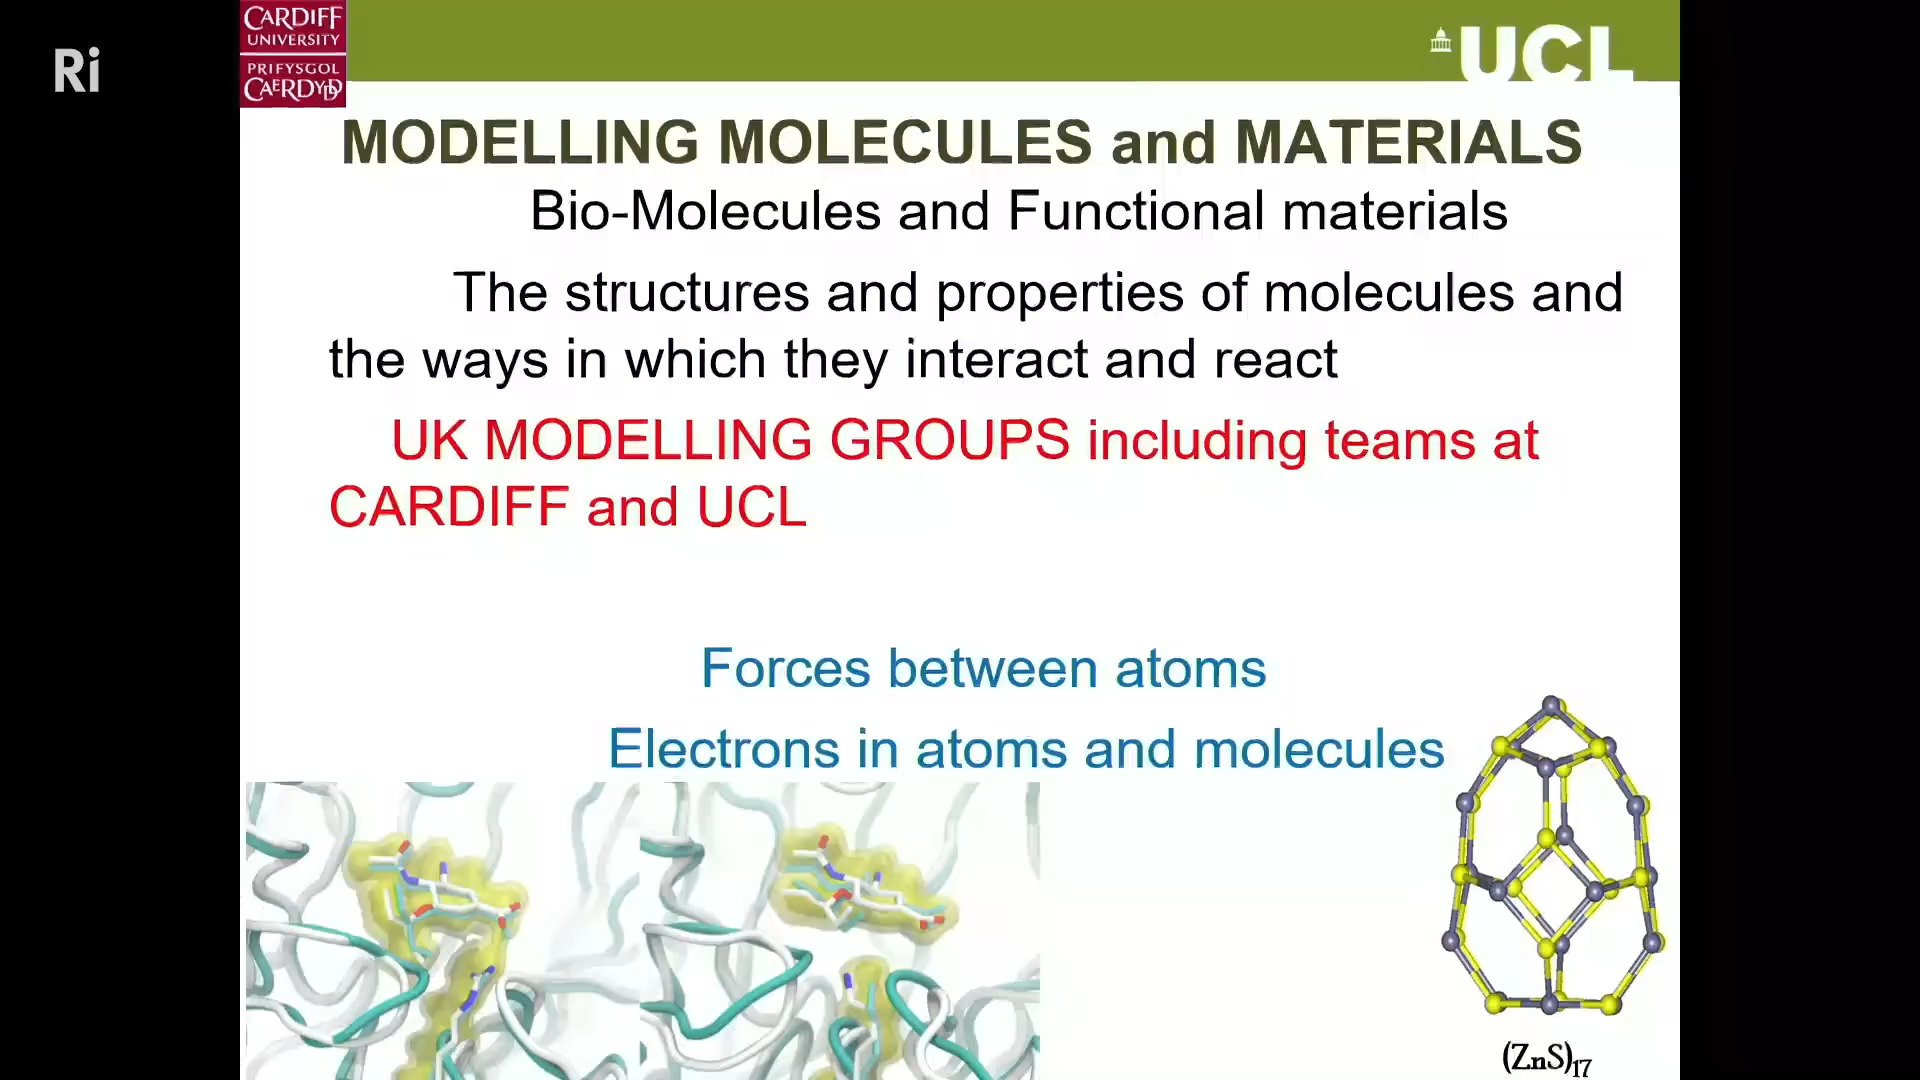 Ri
CARDIFF
UNIVERSITY
PRIFYSGOL
CAERDYDD
UCL
MODELLING MOLECULES and MATERIALS
Bio-Molecules and Functional materials
The structures and properties of molecules and
the ways in which they interact and react
UK MODELLING GROUPS including teams at
CARDIFF and UCL
Forces between atoms
Electrons in atoms and molecules
(ZnS)17